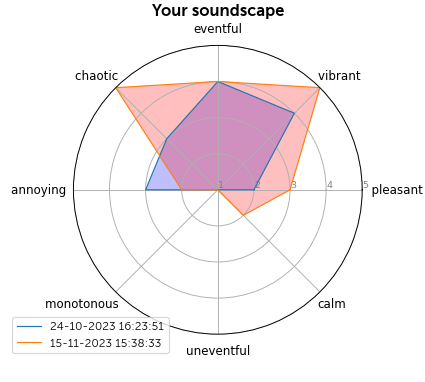 Your soundscape
eventful
chaotic
vibrant
annoying
1
2
3
4
5
pleasant
monotonous
calm
24-10-2023 16:23:51
15-11-2023 15:38:33
uneventful